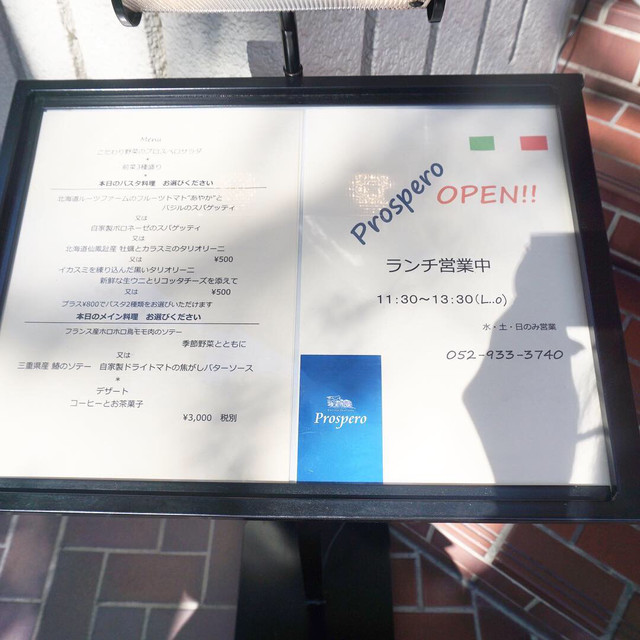 Menu
こだわり野菜のプロスペロサラダ
*
前菜3種盛り
*
本日のパスタ料理 お選びください
北海道ルーツファームのフルーツトマト"あやか"と
バジルのスパゲッティ
又は
自家製ボロネーゼのスパゲッティ
又は
北海道仙鳳趾産 牡蠣とカラスミのタリオリーニ
又は ¥500
イカスミを練り込んだ黒いタリオリーニ
新鮮な生ウニとリコッタチーズを添えて
又は ¥500
プラス¥800でパスタ2種類をお選びいただけます
本日のメイン料理 お選びください
フランス産ホロホロ鳥モモ肉のソテー
季節野菜とともに
又は
三重県産 鰆のソテー 自家製ドライトマトの焦がしバターソース
*
デザート
コーヒーとお茶菓子
¥3,000 税別
Prospero
OPEN!!
ランチ営業中
11:30〜13:30(L.o)
水・土・日のみ営業
052-933-3740
Prospero